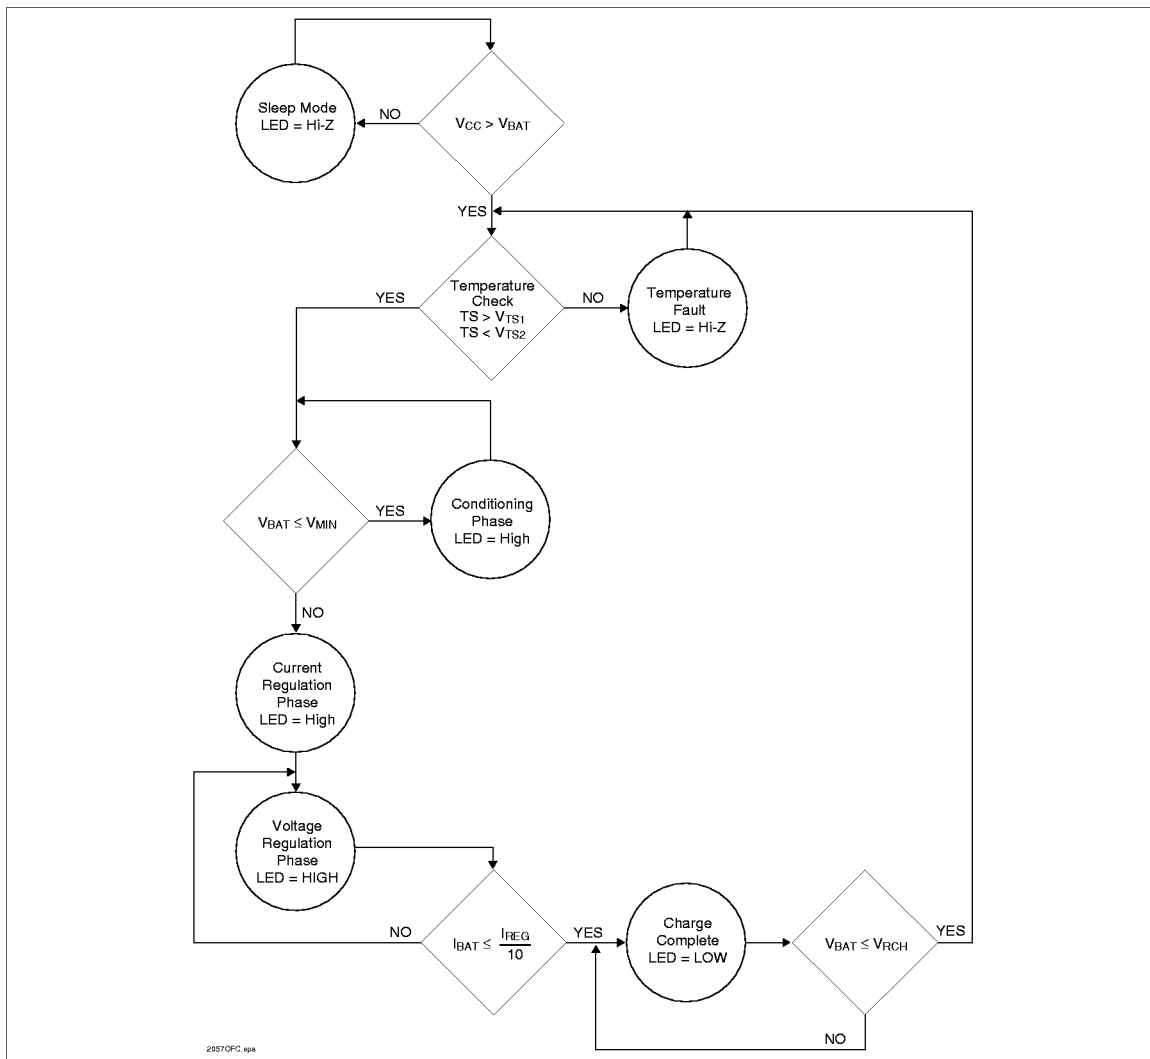 Sleep Mode
LED = Hi-Z
NO
VCC > VBAT
YES
Temperature
Check
TS > VTS1
TS < VTS2
YES
NO
Temperature
Fault
LED = Hi-Z
VBAT ≤ VMIN
YES
Conditioning
Phase
LED = High
NO
Current
Regulation
Phase
LED = High
Voltage
Regulation
Phase
LED = HIGH
NO
IBAT ≤ IREG
10
YES
Charge
Complete
LED = LOW
VBAT ≤ VRCH
YES
NO
2057OFC.eps